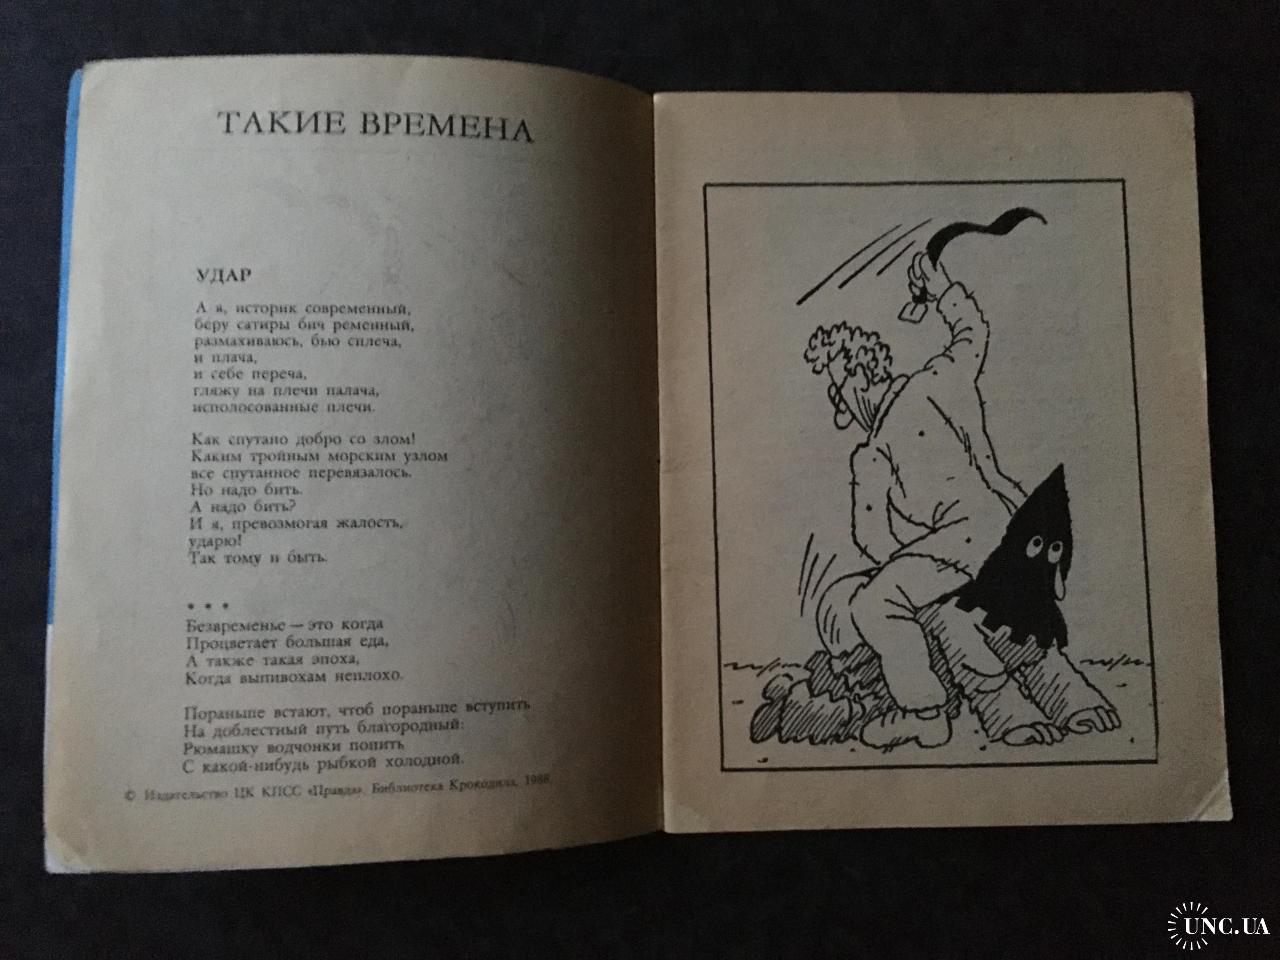 ТАКИЕ ВРЕМЕНА
УДАР
А я, историк современный,
беру сатиры бич ременный,
размахиваюсь, бью сплеча,
и плача,
и себе переча,
гляжу на плечи палача,
исполосованные плечи.
Как спутано добро со злом!
Каким тройным морским узлом
все спутанное перевязалось.
Но надо бить.
А надо бить?
И я, превозмогая жалость,
ударю!
Так тому и быть.
* * *
Безвременье — это когда
Процветает большая еда,
А также такая эпоха,
Когда выпивохам неплохо.
Пораньше встают, чтоб пораньше вступить
На доблестный путь благородный:
Рюмашку водчонки попить
С какой-нибудь рыбкой холодной.
© Издательство ЦК КПСС «Правда», Библиотека Крокодила, 1988.
UNC.UA